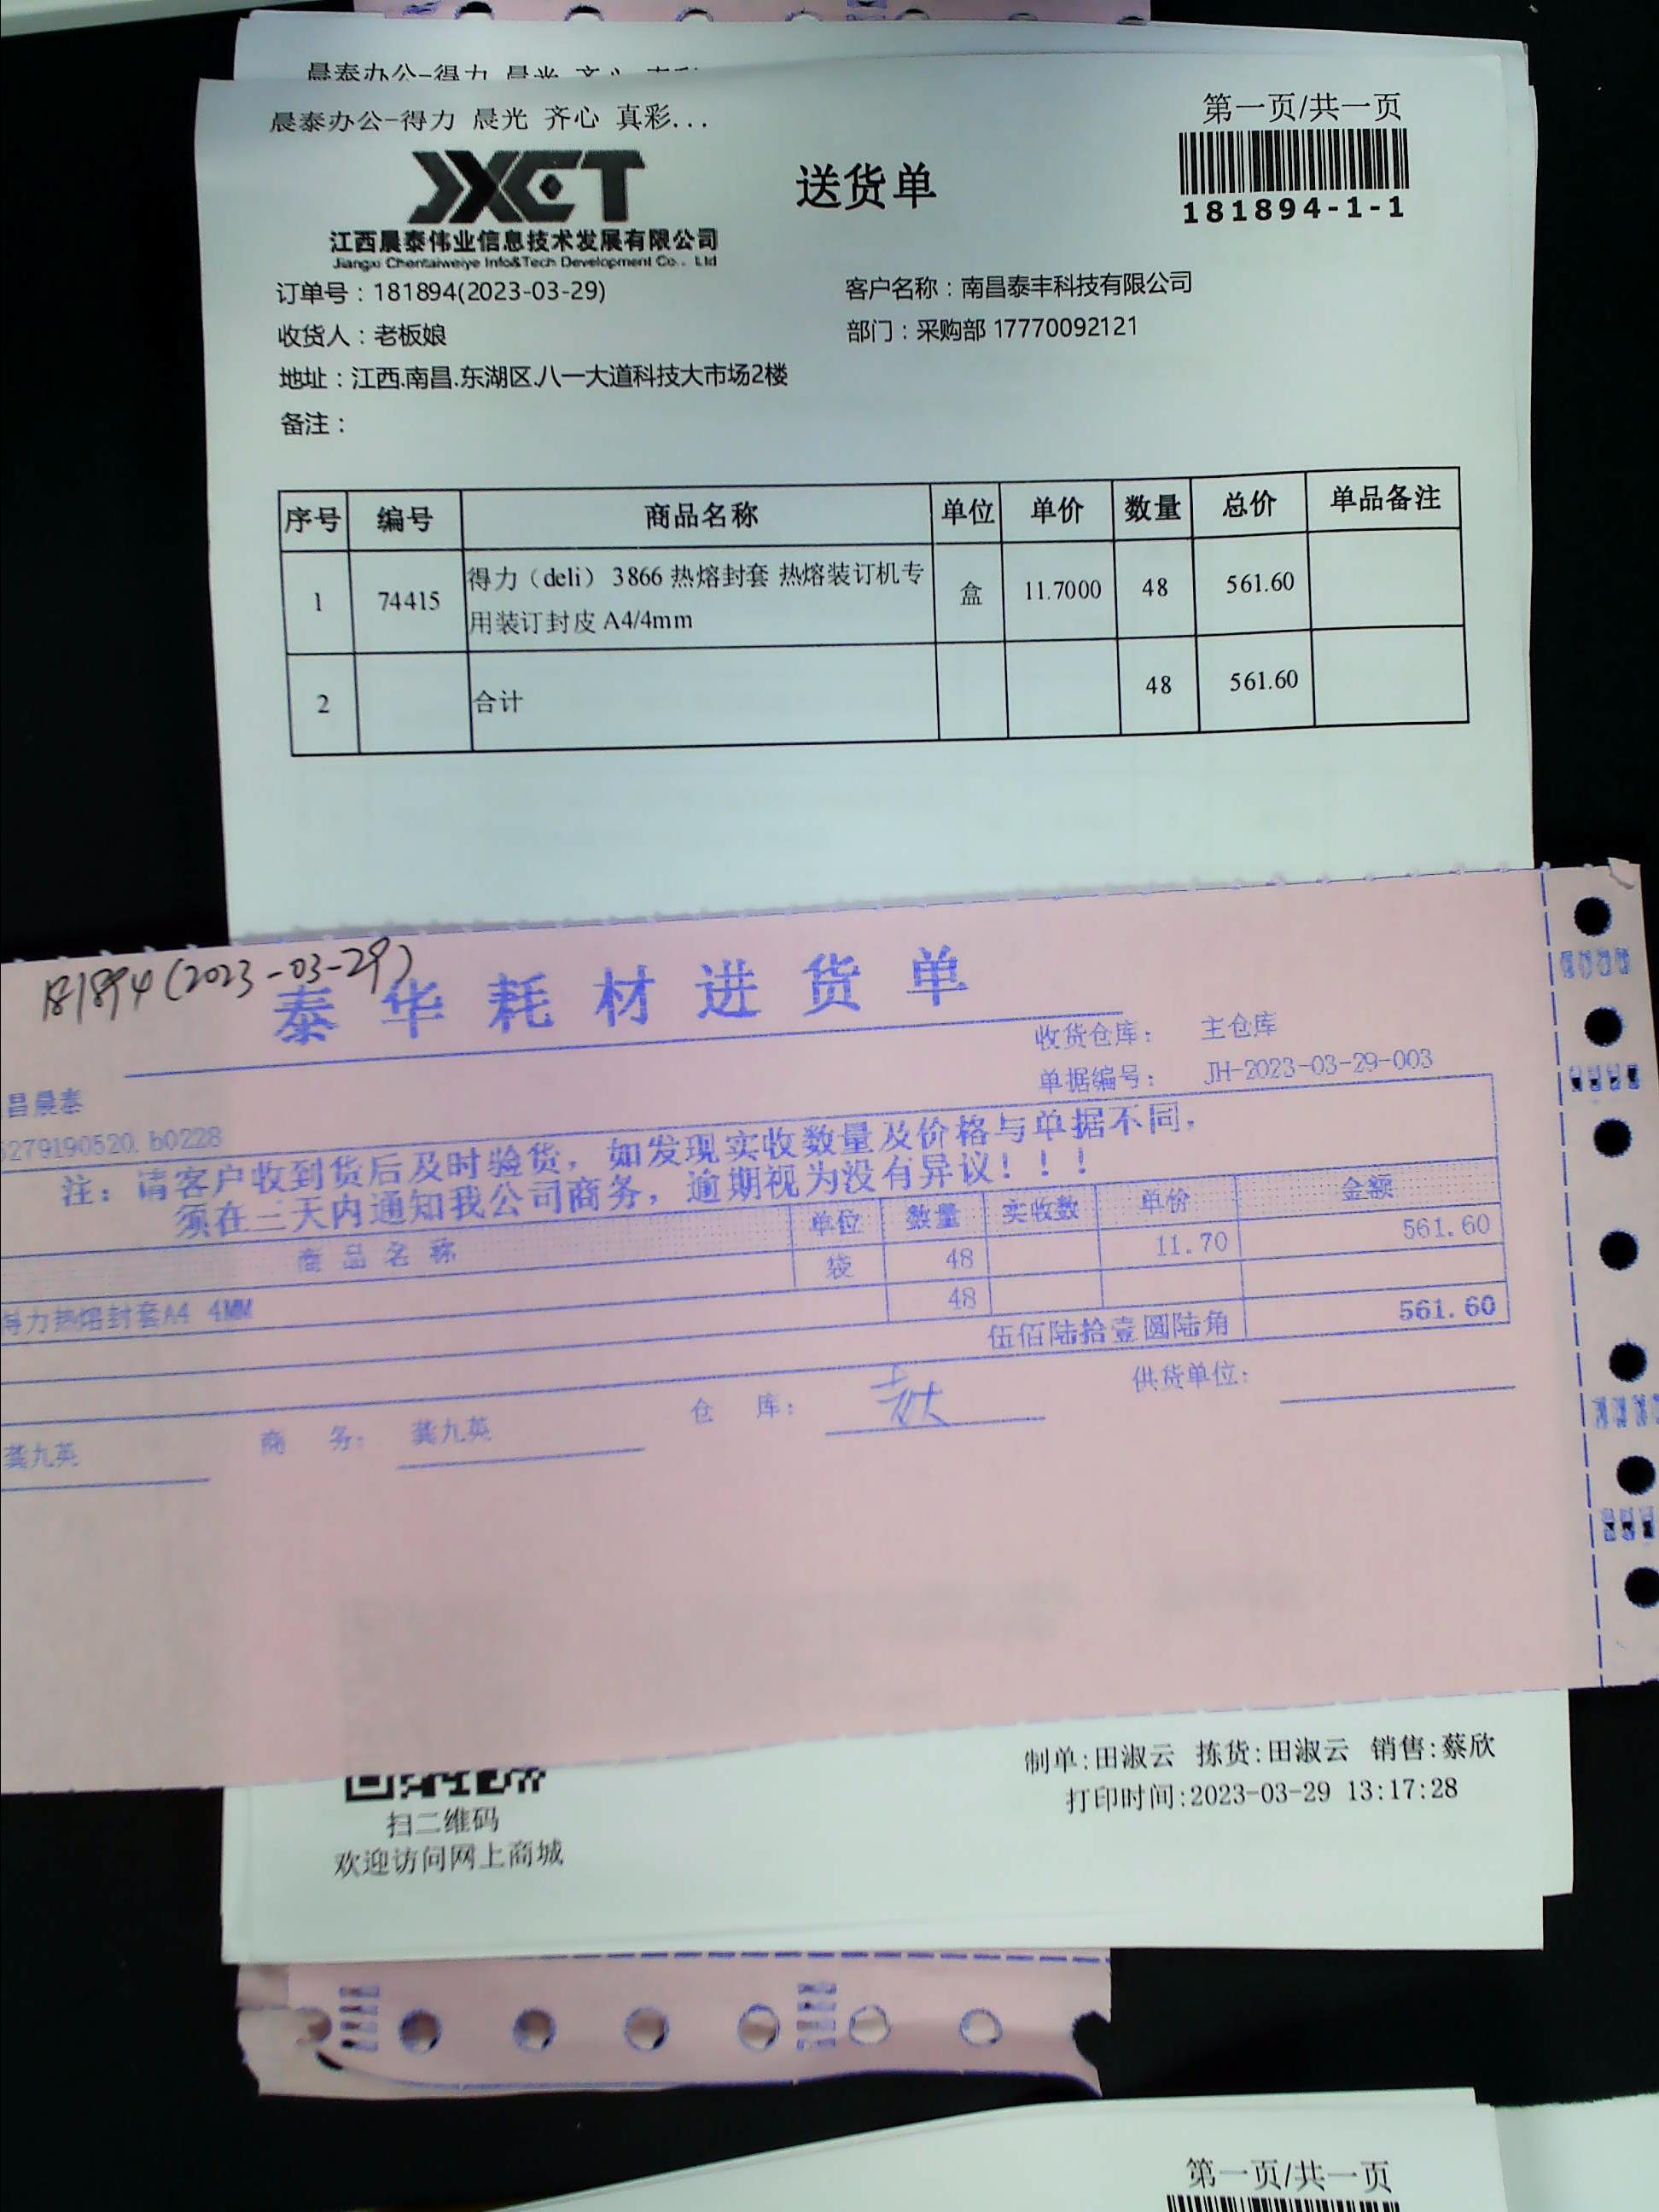 晨泰办公-得力 晨光
晨泰办公-得力 晨光 齐心 真彩...
第一页/共一页
JXCT
送货单
181894-1-1
江西晨泰伟业信息技术发展有限公司
Jiangxi Chentaiweiye Info&Tech Development Co., Ltd
订单号：181894(2023-03-29)
客户名称：南昌泰丰科技有限公司
收货人：老板娘
部门：采购部 17770092121
地址：江西.南昌.东湖区.八一大道科技大市场2楼
备注：
序号 编号 商品名称 单位 单价 数量 总价 单品备注
1 74415 得力（deli） 3866 热熔封套 热熔装订机专 盒 11.7000 48 561.60
用装订封皮 A4/4mm
2 合计 48 561.60
181894(2023-03-29)
泰华耗材进货单
收货仓库： 主仓库
单据编号： JH-2023-03-29-003
昌晨泰
279190520. b0228
注：请客户收到货后及时验货，如发现实收数量及价格与单据不同，
须在三天内通知我公司商务，逾期视为没有异议！！！
商品名称 单位 数量 实收数 单价 金额
力热熔封套A4 4MM 袋 48 11.70 561.60
48
伍佰陆拾壹圆陆角 561.60
龚九英 商务： 龚九英 仓库： 供货单位：
制单:田淑云 拣货:田淑云 销售:蔡欣
打印时间:2023-03-29 13:17:28
扫二维码
欢迎访问网上商城
第一页/共一页